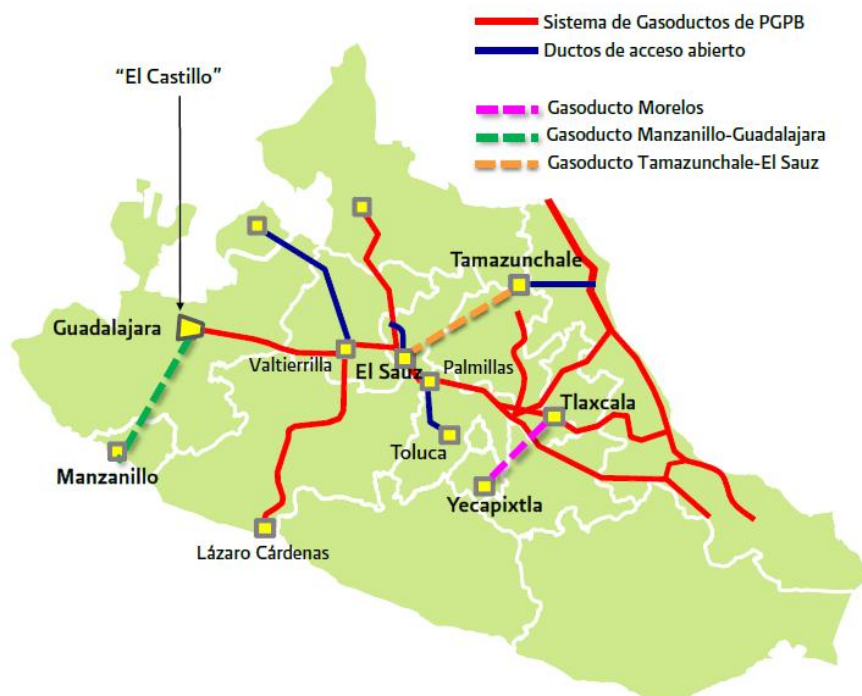 Sistema de Gasoductos de PGPB
Ductos de acceso abierto
"El Castillo"
Gasoducto Morelos
Gasoducto Manzanillo-Guadalajara
Gasoducto Tamazunchale-El Sauz
Tamazunchale
Guadalajara
Valtierrilla
El Sauz
Palmillas
Tlaxcala
Toluca
Manzanillo
Yecapixtla
Lázaro Cárdenas